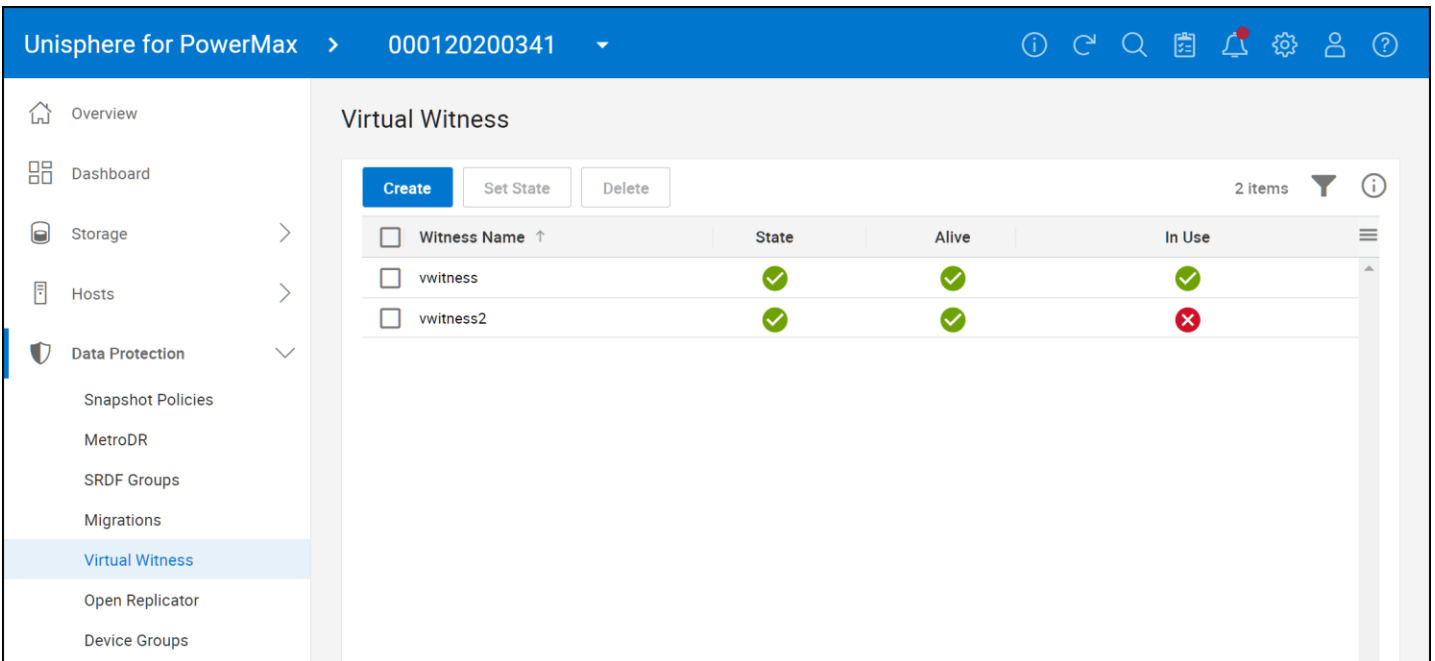 Unisphere for PowerMax > 000120200341
Overview
Dashboard
Storage
Hosts
Data Protection
Snapshot Policies
MetroDR
SRDF Groups
Migrations
Virtual Witness
Open Replicator
Device Groups
Virtual Witness
Create Set State Delete 2 items
Witness Name ↑ State Alive In Use
vwitness
vwitness2